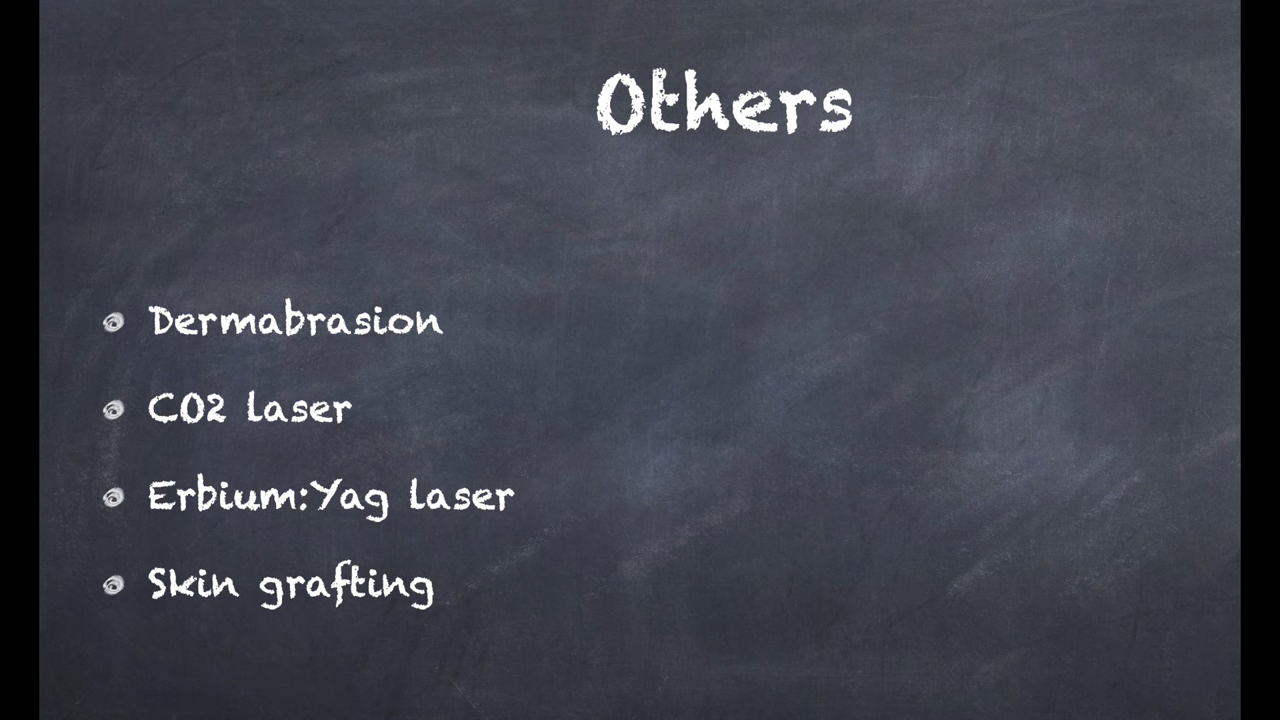 Others
Dermabrasion
CO2 laser
Erbium:Yag laser
Skin grafting